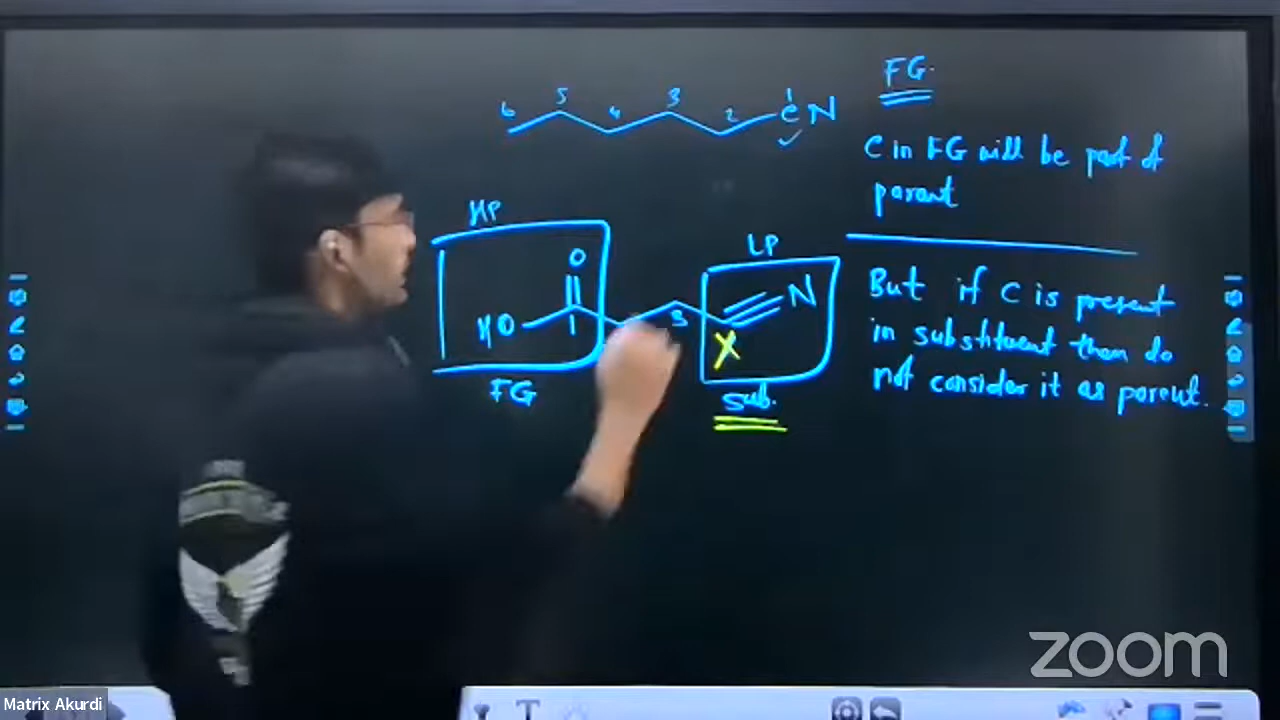 FG.
6 5 4 3 2 1
C N
C in FG will be part of
parent
HP
LP
O
N
HO
1
3
X
FG
Sub.
But if C is present
in substituent then do
not consider it as parent.
zoom
Matrix Akurdi
T